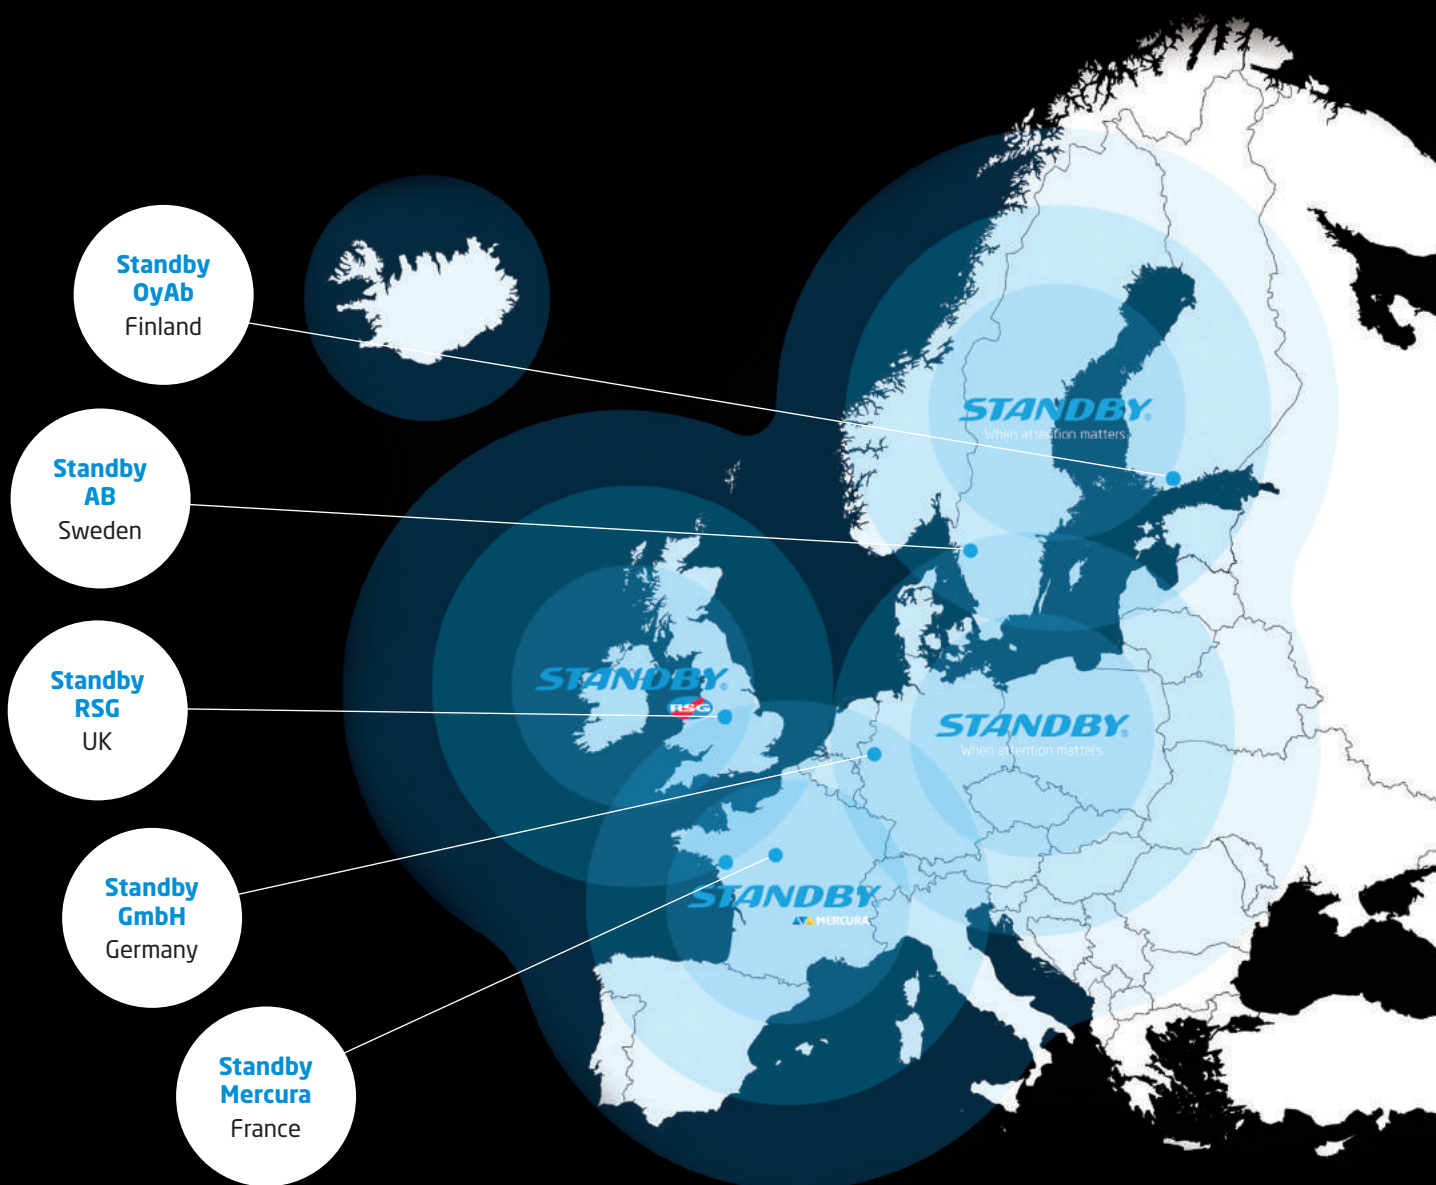 Standby
OyAb
Finland
Standby
AB
Sweden
Standby
RSG
UK
Standby
GmbH
Germany
Standby
Mercura
France
STANDBY®
When attention matters.
STANDBY®
RSG
STANDBY®
When attention matters.
STANDBY
MERCURA